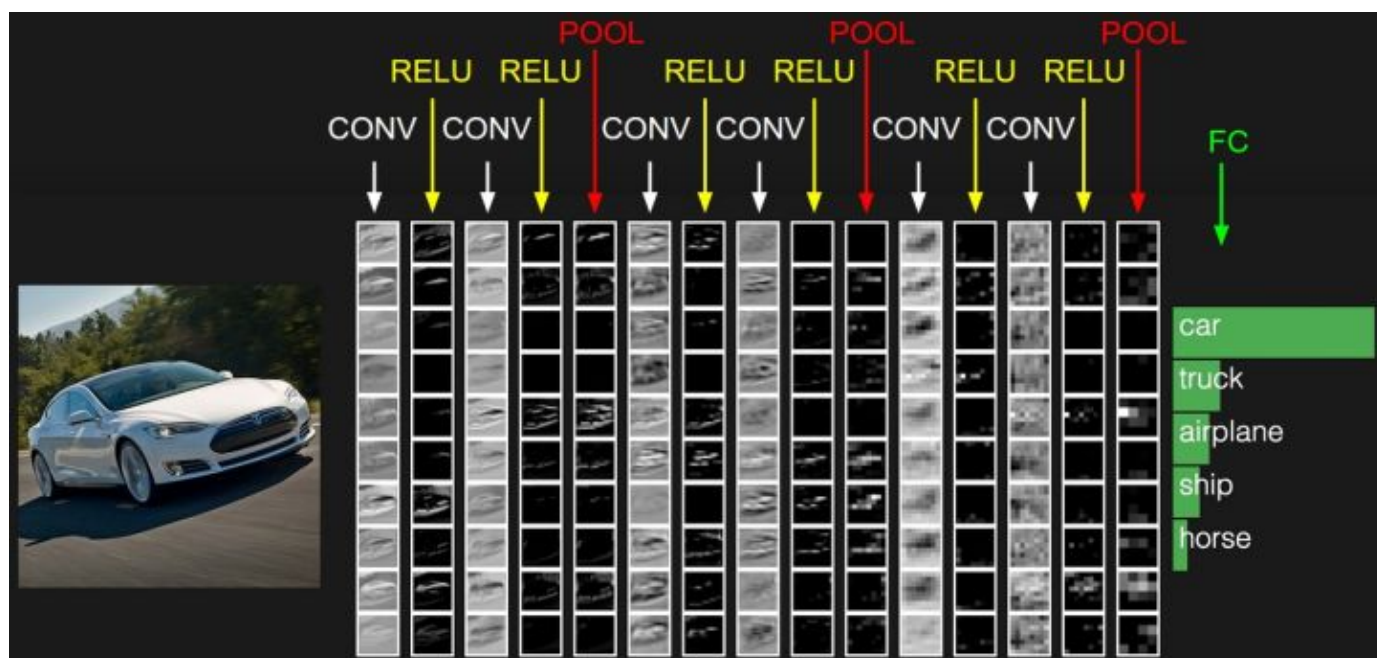 POOL POOL POOL
RELU RELU RELU RELU RELU RELU
CONV CONV CONV CONV CONV CONV
FC
car
truck
airplane
ship
horse